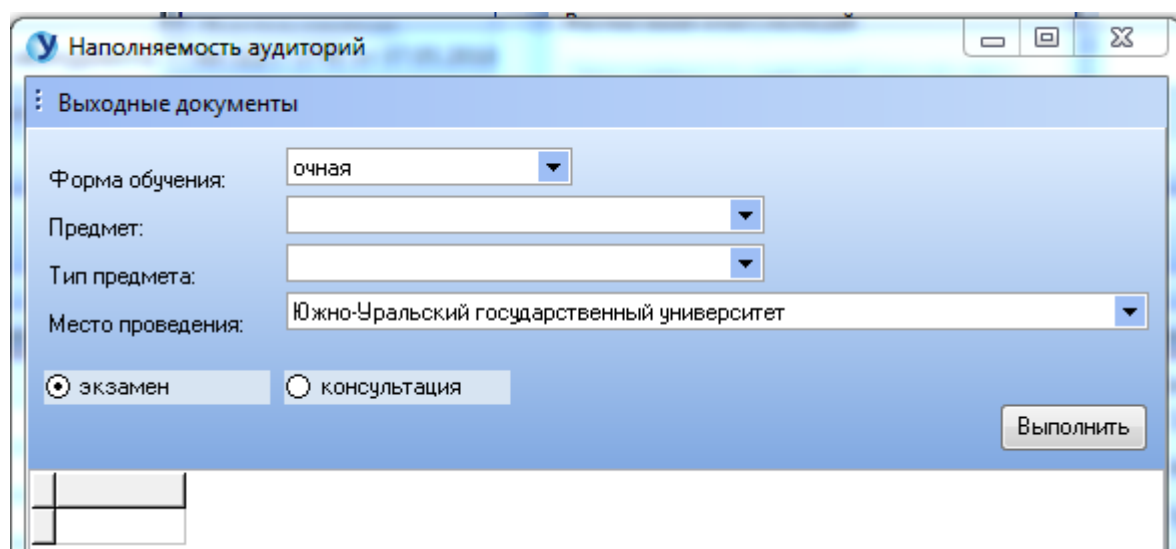 Наполняемость аудиторий
Выходные документы
Форма обучения: очная
Предмет:
Тип предмета:
Место проведения: Южно-Уральский государственный университет
экзамен консультация
Выполнить